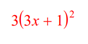 3(3x + 1)²